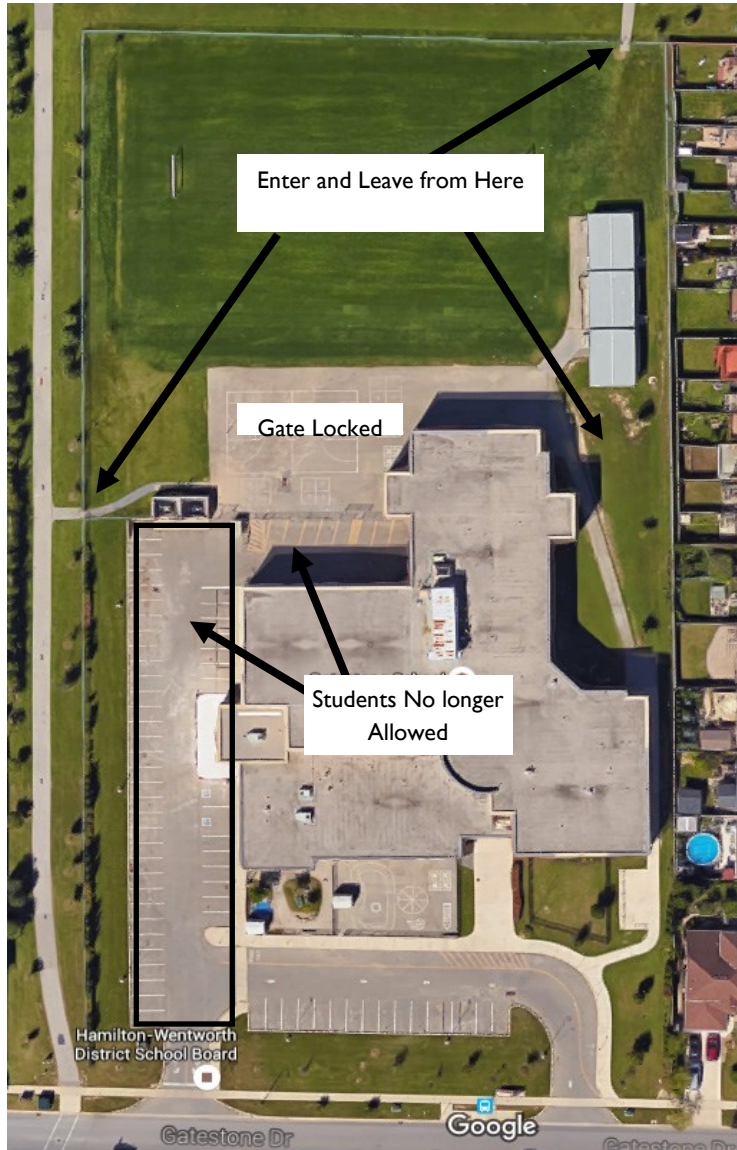 Enter and Leave from Here
Gate Locked
Students No longer
Allowed
Hamilton-Wentworth
District School Board
Google
Gatestone Dr
Gatestone Dr